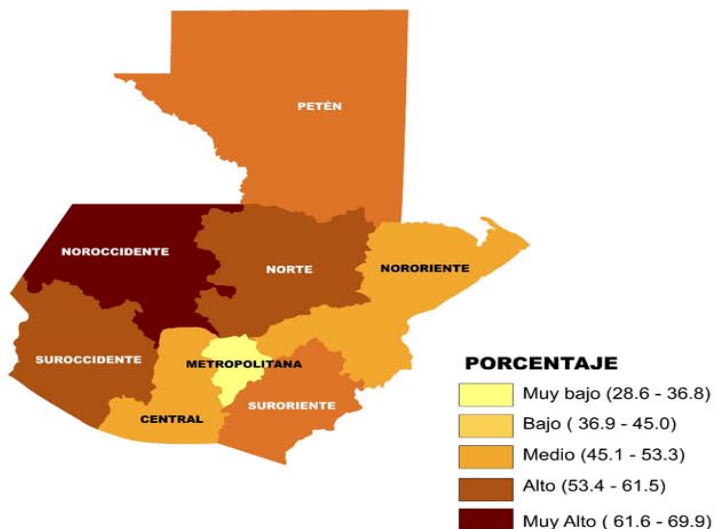 PETÉN
NOROCCIDENTE
NORTE
NORORIENTE
SUROCCIDENTE
METROPOLITANA
CENTRAL
SURORIENTE
PORCENTAJE
Muy bajo (28.6 - 36.8)
Bajo ( 36.9 - 45.0)
Medio (45.1 - 53.3)
Alto (53.4 - 61.5)
Muy Alto ( 61.6 - 69.9)